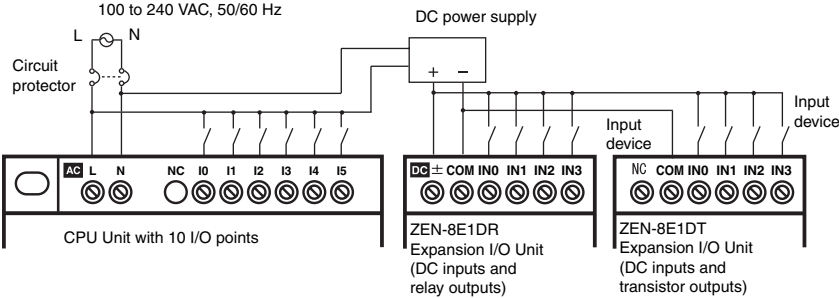 100 to 240 VAC, 50/60 Hz
DC power supply
L N
Circuit
protector
+ −
Input
device
Input
device
AC L N NC I0 I1 I2 I3 I4 I5
DC ± COM IN0 IN1 IN2 IN3
NC COM IN0 IN1 IN2 IN3
CPU Unit with 10 I/O points
ZEN-8E1DR
Expansion I/O Unit
(DC inputs and
relay outputs)
ZEN-8E1DT
Expansion I/O Unit
(DC inputs and
transistor outputs)